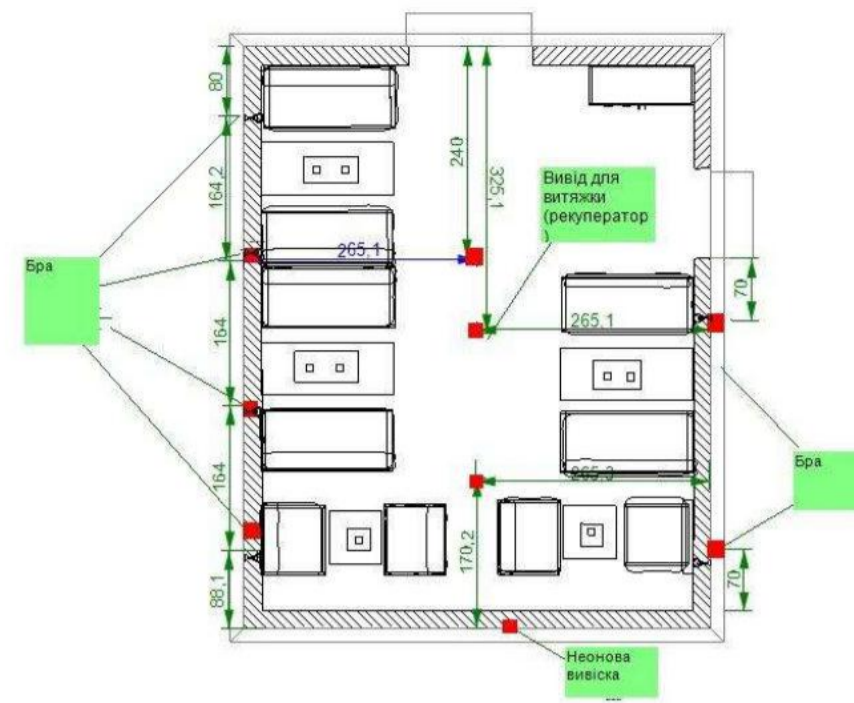 80
240
325,1
164,2
Вивід для
витяжки
(рекуператор
)
265,1
Бра
70
164
265,1
164
265,3
Бра
170,2
88,1
70
Неонова
вивіска